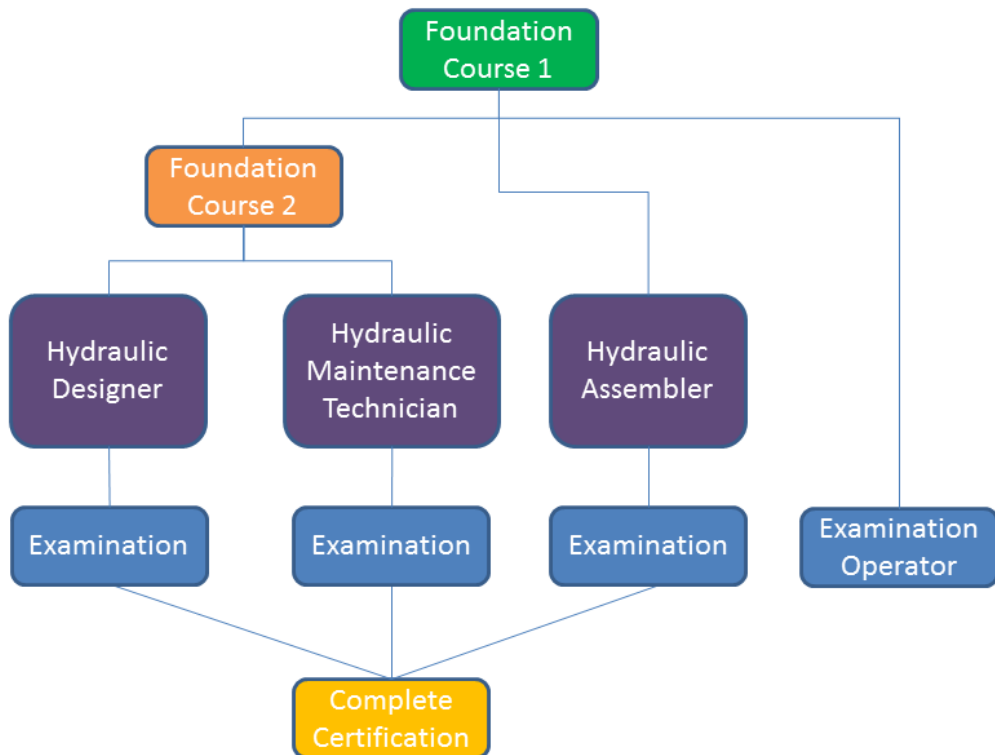 Foundation
Course 1
Foundation
Course 2
Hydraulic
Designer
Hydraulic
Maintenance
Technician
Hydraulic
Assembler
Examination
Examination
Examination
Examination
Operator
Complete
Certification